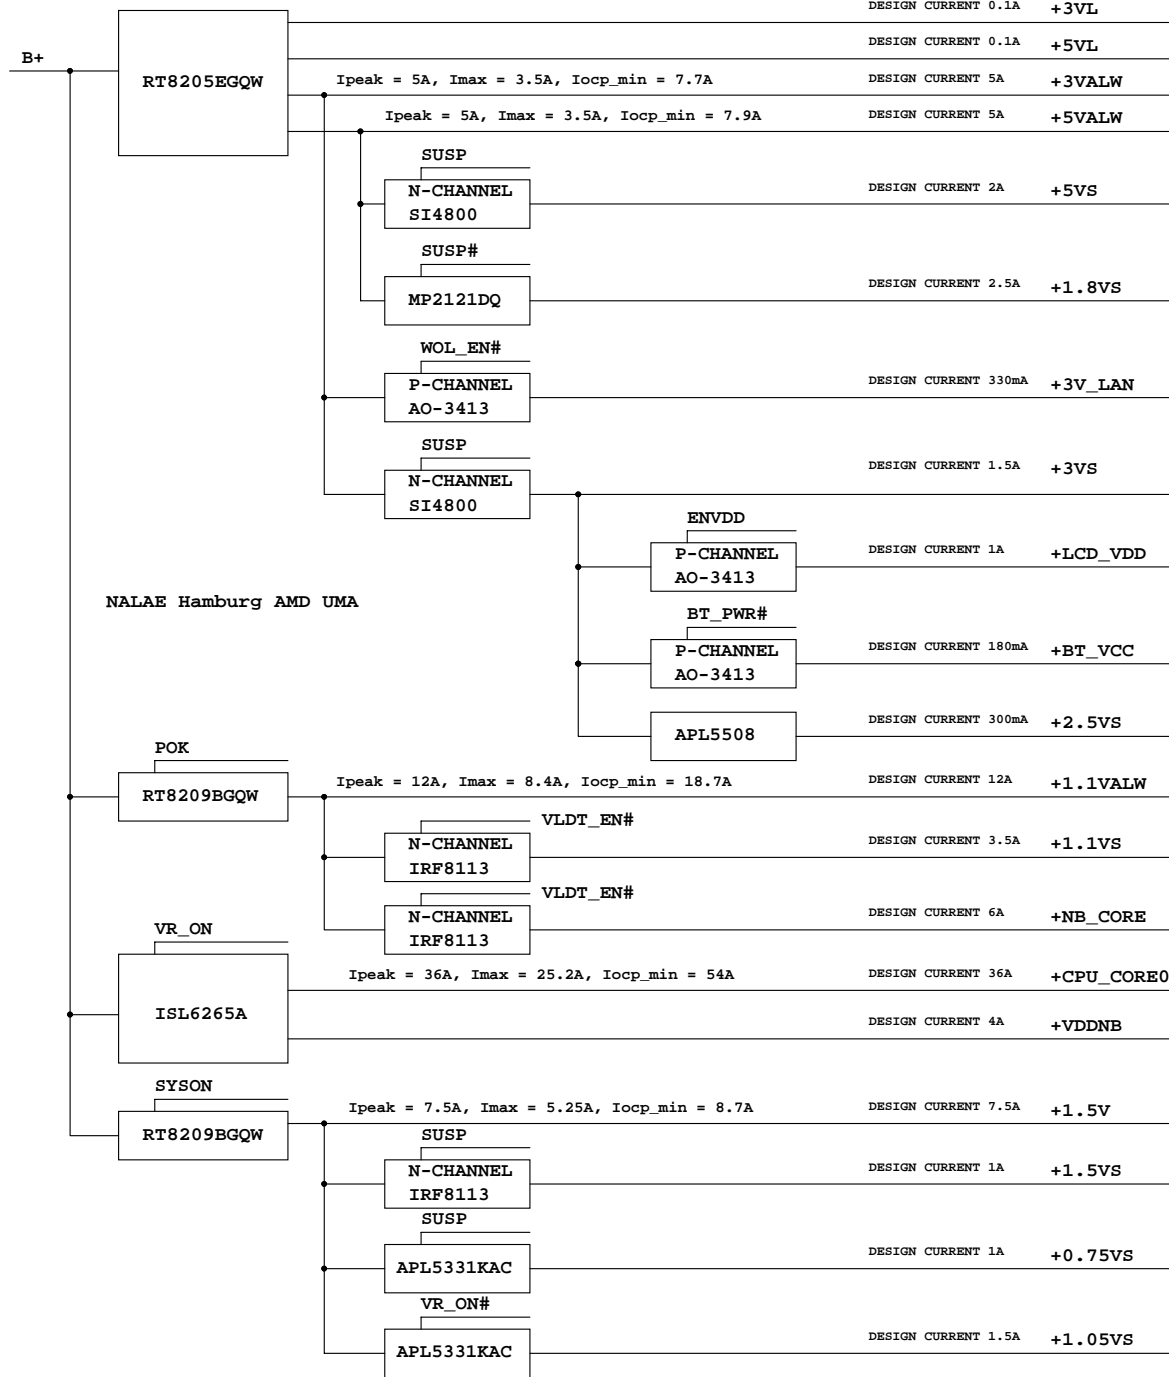 DESIGN CURRENT 0.1A +3VL
B+
DESIGN CURRENT 0.1A +5VL
RT8205EGQW
Ipeak = 5A, Imax = 3.5A, Iocp_min = 7.7A DESIGN CURRENT 5A +3VALW
Ipeak = 5A, Imax = 3.5A, Iocp_min = 7.9A DESIGN CURRENT 5A +5VALW
SUSP
N-CHANNEL DESIGN CURRENT 2A +5VS
SI4800
SUSP#
MP2121DQ DESIGN CURRENT 2.5A +1.8VS
WOL_EN#
P-CHANNEL DESIGN CURRENT 330mA +3V_LAN
AO-3413
SUSP
N-CHANNEL DESIGN CURRENT 1.5A +3VS
SI4800
ENVDD
P-CHANNEL DESIGN CURRENT 1A +LCD_VDD
AO-3413
NALAE Hamburg AMD UMA
BT_PWR#
P-CHANNEL DESIGN CURRENT 180mA +BT_VCC
AO-3413
APL5508 DESIGN CURRENT 300mA +2.5VS
POK
RT8209BGQW Ipeak = 12A, Imax = 8.4A, Iocp_min = 18.7A DESIGN CURRENT 12A +1.1VALW
VLDT_EN#
N-CHANNEL DESIGN CURRENT 3.5A +1.1VS
IRF8113
VLDT_EN#
N-CHANNEL DESIGN CURRENT 6A +NB_CORE
IRF8113
VR_ON
Ipeak = 36A, Imax = 25.2A, Iocp_min = 54A DESIGN CURRENT 36A +CPU_CORE0
ISL6265A
DESIGN CURRENT 4A +VDDNB
SYSON
RT8209BGQW Ipeak = 7.5A, Imax = 5.25A, Iocp_min = 8.7A DESIGN CURRENT 7.5A +1.5V
SUSP
N-CHANNEL DESIGN CURRENT 1A +1.5VS
IRF8113
SUSP
APL5331KAC DESIGN CURRENT 1A +0.75VS
VR_ON#
APL5331KAC DESIGN CURRENT 1.5A +1.05VS